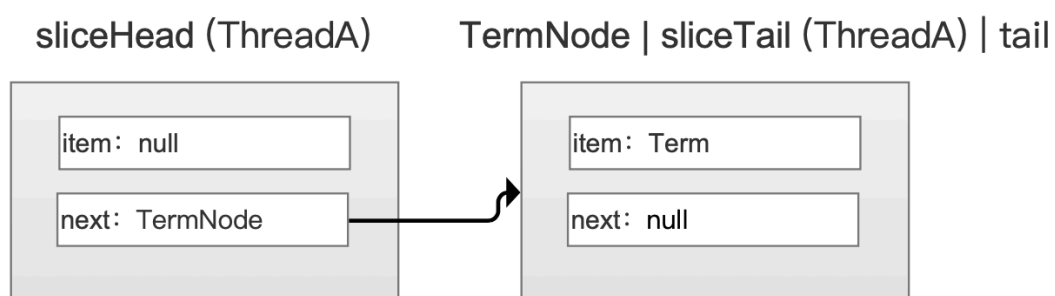 sliceHead (ThreadA)
TermNode | sliceTail (ThreadA) | tail
item： null
next： TermNode
item： Term
next： null